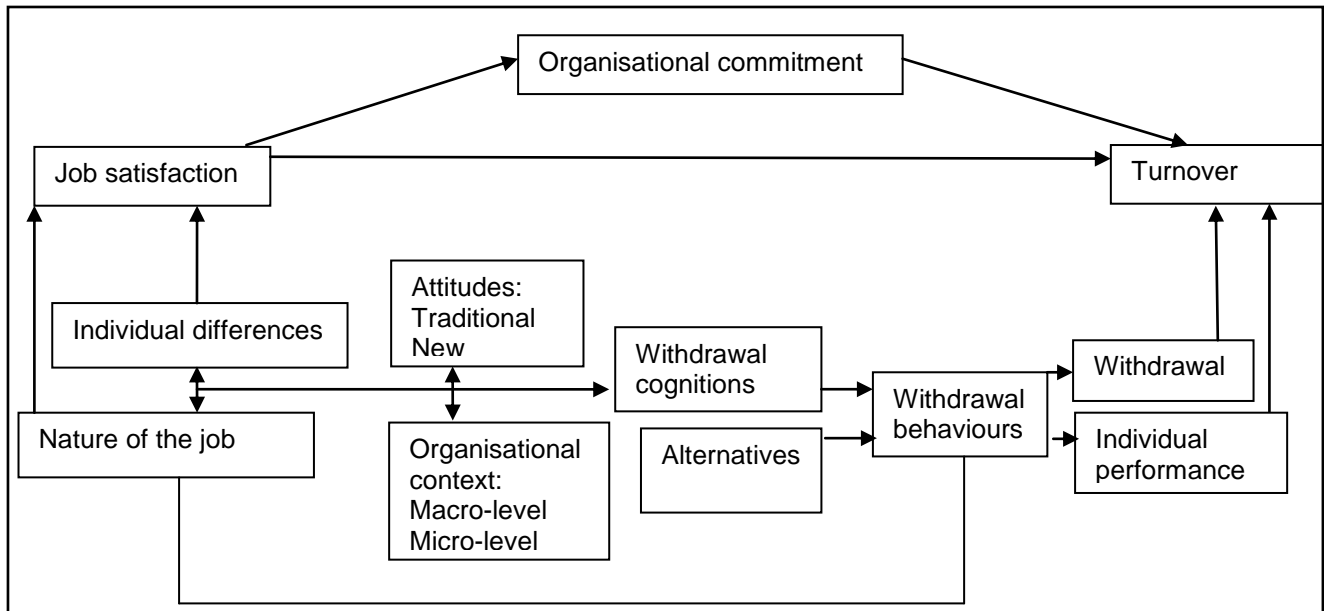 Organisational commitment
Job satisfaction
Turnover
Individual differences
Attitudes:
Traditional
New
Withdrawal
cognitions
Withdrawal
behaviours
Withdrawal
Nature of the job
Organisational
context:
Macro-level
Micro-level
Alternatives
Individual
performance